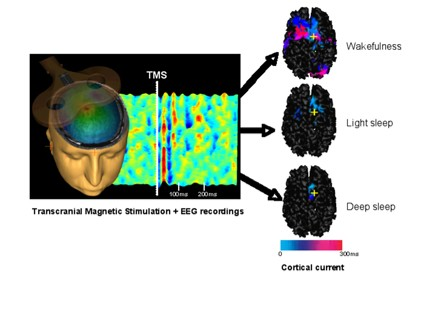 Wakefulness
TMS
Light sleep
100ms 200ms
Deep sleep
Transcranial Magnetic Stimulation + EEG recordings
0 300ms
Cortical current